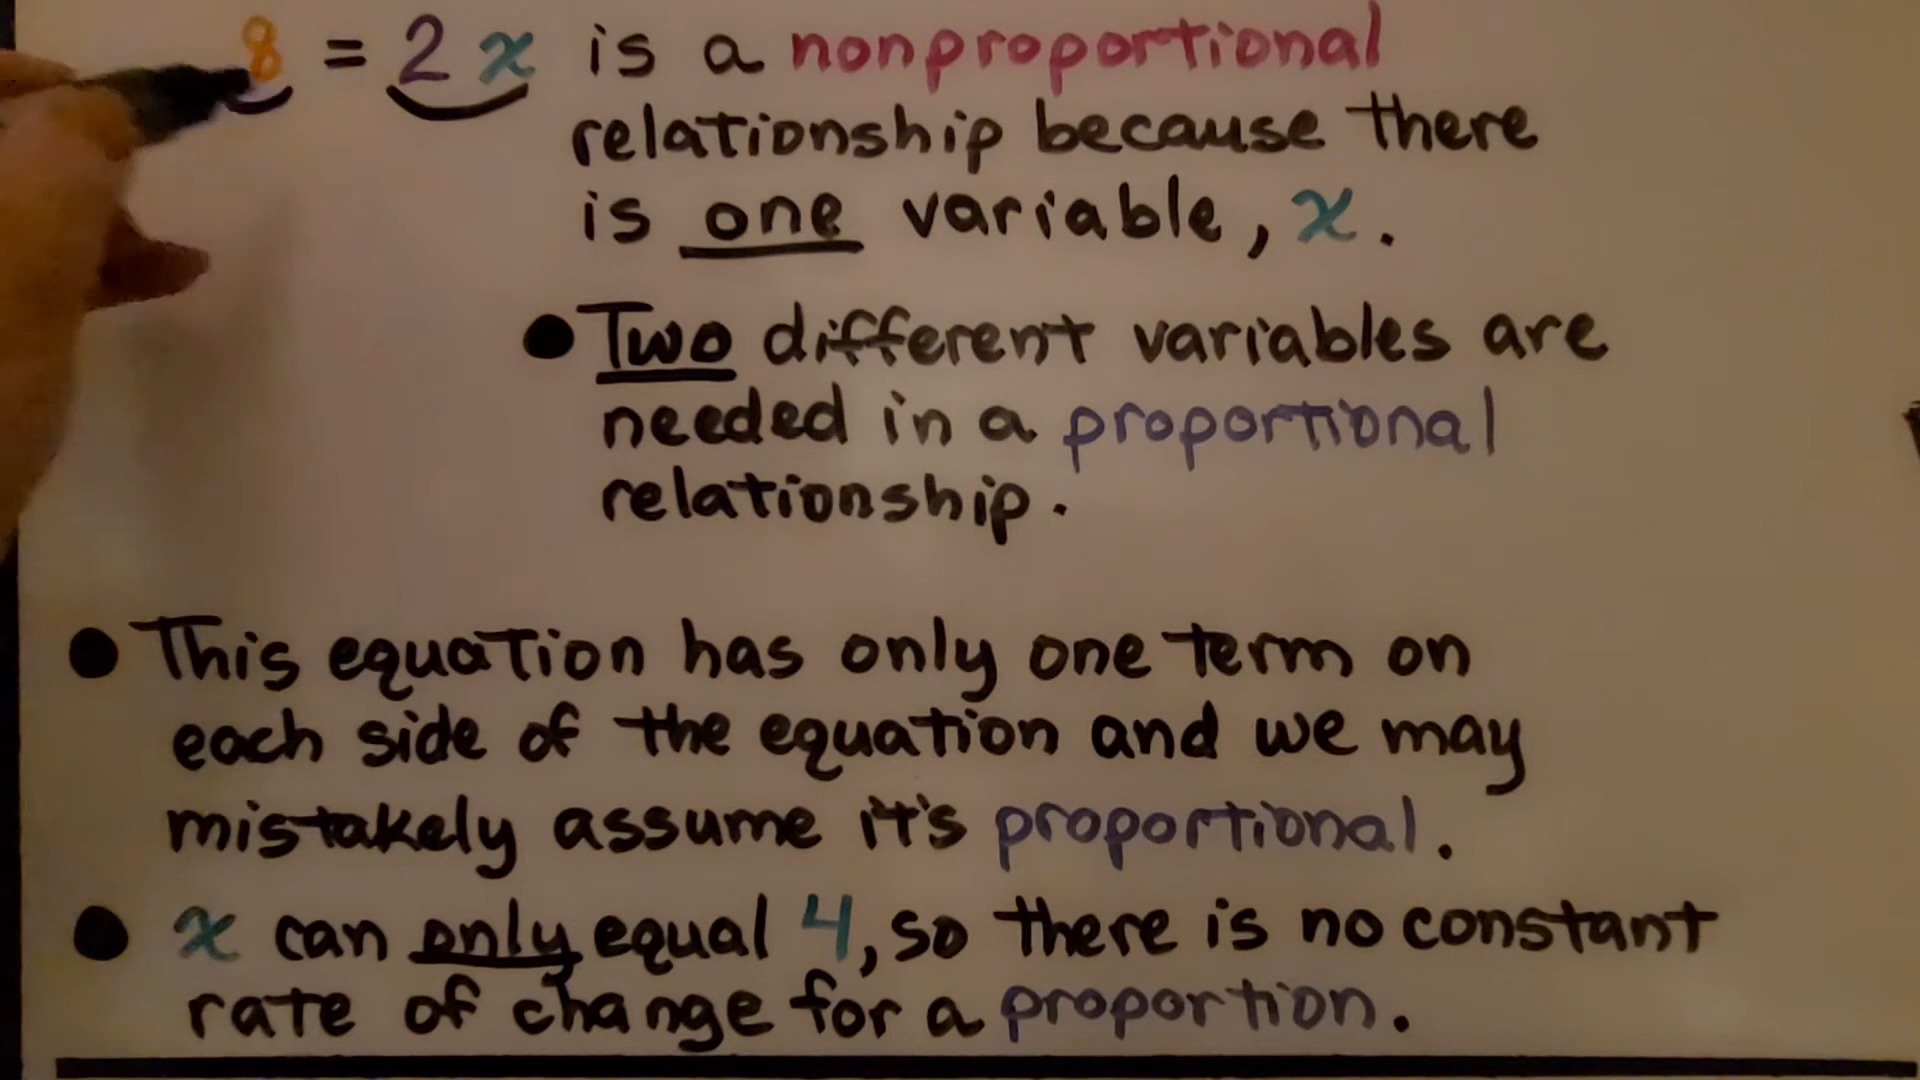 8 = 2x is a nonproportional
relationship because there
is one variable, x.
● Two different variables are
needed in a proportional
relationship.
● This equation has only one term on
each side of the equation and we may
mistakely assume it's proportional.
● x can only equal 4, so there is no constant
rate of change for a proportion.